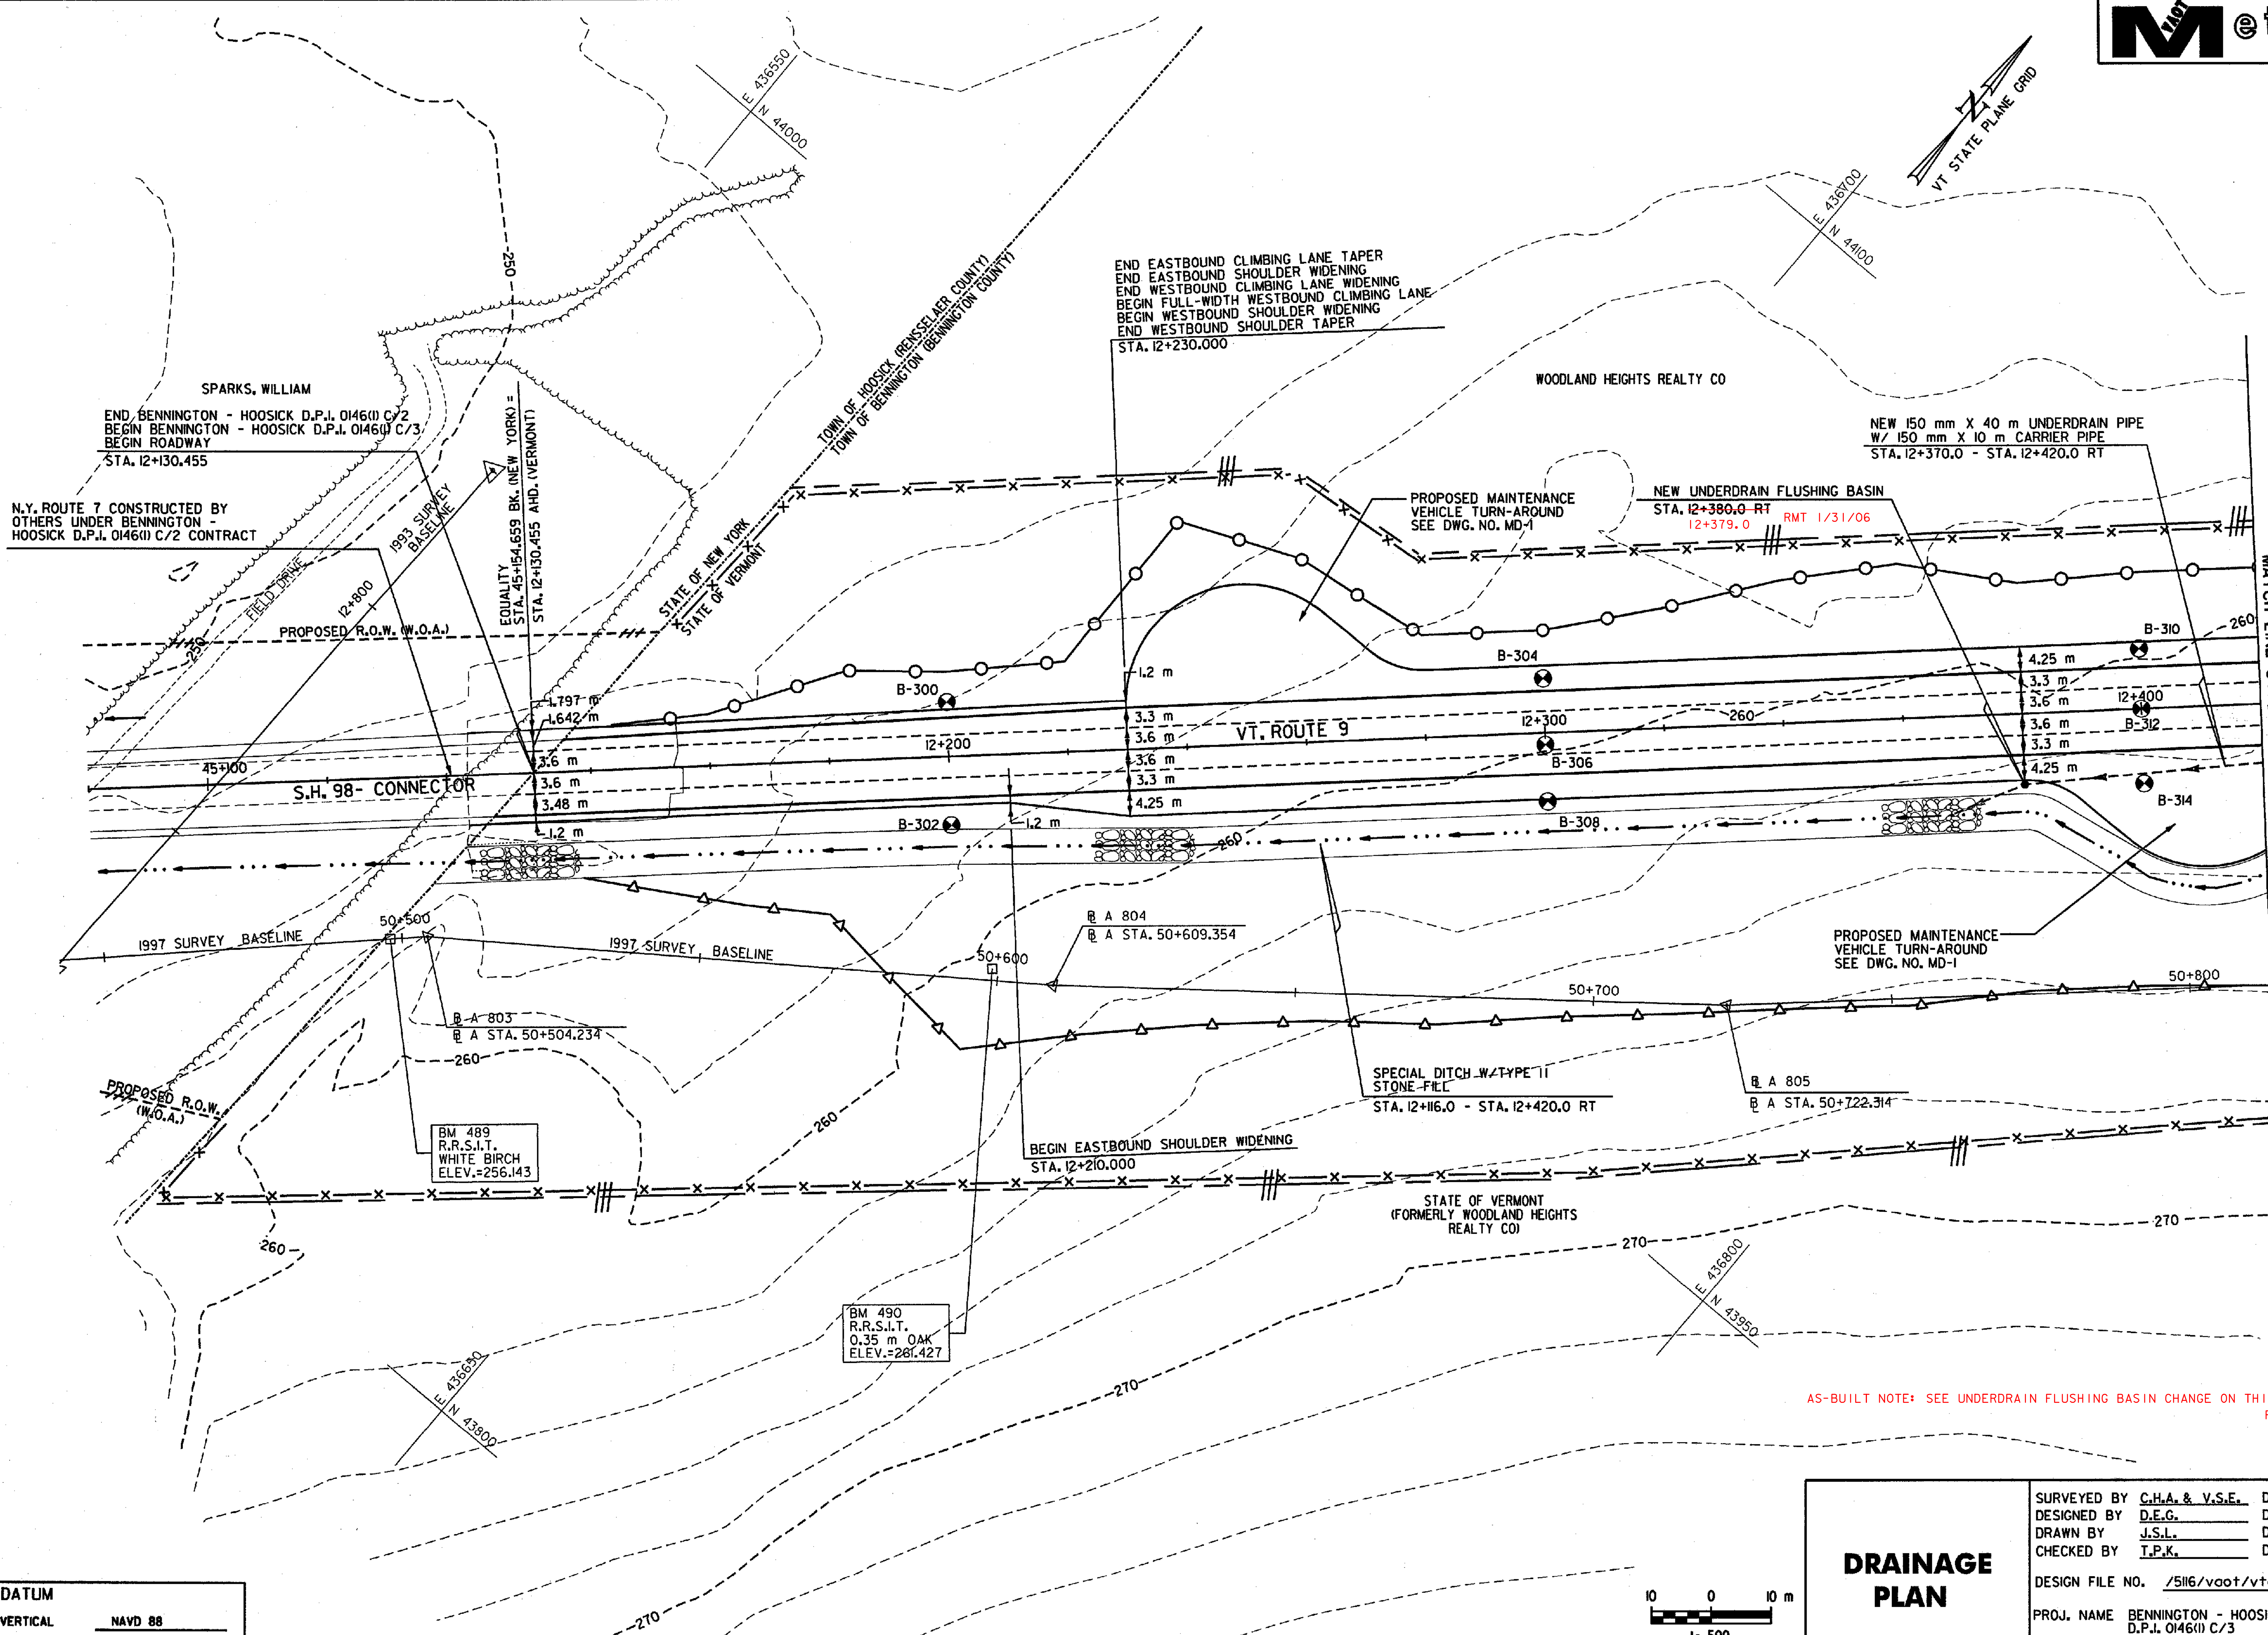 VAOT
M
E 436550
N 44000
E 436700
N 44100
VT STATE PLANE GRID
250
SPARKS, WILLIAM
END BENNINGTON - HOOSICK D.P.I. 0146(1) C/2
BEGIN BENNINGTON - HOOSICK D.P.I. 0146(1) C/3
BEGIN ROADWAY
STA. 12+130.455
N.Y. ROUTE 7 CONSTRUCTED BY
OTHERS UNDER BENNINGTON -
HOOSICK D.P.I. 0146(1) C/2 CONTRACT
1993 SURVEY
BASELINE
FIELD DRIVE
12+800
250
PROPOSED R.O.W. (W.O.A.)
EQUALITY
STA. 45+154.659 BK. (NEW YORK) =
STA. 12+130.455 AHD. (VERMONT)
TOWN OF HOOSICK (RENSSELAER COUNTY)
TOWN OF BENNINGTON (BENNINGTON COUNTY)
STATE OF NEW YORK
STATE OF VERMONT
END EASTBOUND CLIMBING LANE TAPER
END EASTBOUND SHOULDER WIDENING
END WESTBOUND CLIMBING LANE WIDENING
BEGIN FULL-WIDTH WESTBOUND CLIMBING LANE
BEGIN WESTBOUND SHOULDER WIDENING
END WESTBOUND SHOULDER TAPER
STA. 12+230.000
WOODLAND HEIGHTS REALTY CO
NEW 150 mm X 40 m UNDERDRAIN PIPE
W/ 150 mm X 10 m CARRIER PIPE
STA. 12+370.0 - STA. 12+420.0 RT
PROPOSED MAINTENANCE
VEHICLE TURN-AROUND
SEE DWG. NO. MD-1
NEW UNDERDRAIN FLUSHING BASIN
STA. 12+380.0 RT
12+379.0
RMT 1/31/06
B-310
260
B-304
4.25 m
1.2 m
B-300
3.3 m
12+400
1.797 m
1.642 m
3.6 m
B-312
3.3 m
12+300
260
3.6 m
3.6 m
VT. ROUTE 9
12+200
3.3 m
3.6 m
B-306
3.6 m
45+100
4.25 m
3.3 m
S.H. 98- CONNECTOR
3.6 m
B-314
3.48 m
4.25 m
1.2 m
B-302
1.2 m
B-308
260
50+500
1997 SURVEY BASELINE
1997 SURVEY BASELINE
50+600
℄ A 804
℄ A STA. 50+609.354
PROPOSED MAINTENANCE
VEHICLE TURN-AROUND
SEE DWG. NO. MD-1
50+700
50+800
℄ A 803
℄ A STA. 50+504.234
260
PROPOSED R.O.W.
(W.O.A.)
SPECIAL DITCH W/TYPE II
STONE FILL
STA. 12+116.0 - STA. 12+420.0 RT
℄ A 805
℄ A STA. 50+722.314
260
BM 489
R.R.S.I.T.
WHITE BIRCH
ELEV.=256.143
BEGIN EASTBOUND SHOULDER WIDENING
STA. 12+210.000
STATE OF VERMONT
(FORMERLY WOODLAND HEIGHTS
REALTY CO)
270
270
260
E 436800
N 43950
BM 490
R.R.S.I.T.
0.35 m OAK
ELEV.=261.427
E 436650
N 43800
270
AS-BUILT NOTE: SEE UNDERDRAIN FLUSHING BASIN CHANGE ON THI
270
DATUM
VERTICAL NAVD 88
10 0 10 m
DRAINAGE
PLAN
SURVEYED BY C.H.A. & V.S.E. D
DESIGNED BY D.E.G. D
DRAWN BY J.S.L. D
CHECKED BY T.P.K. D
DESIGN FILE NO. /5116/vaot/vt
PROJ. NAME BENNINGTON - HOOSI
D.P.I. 0146(1) C/3